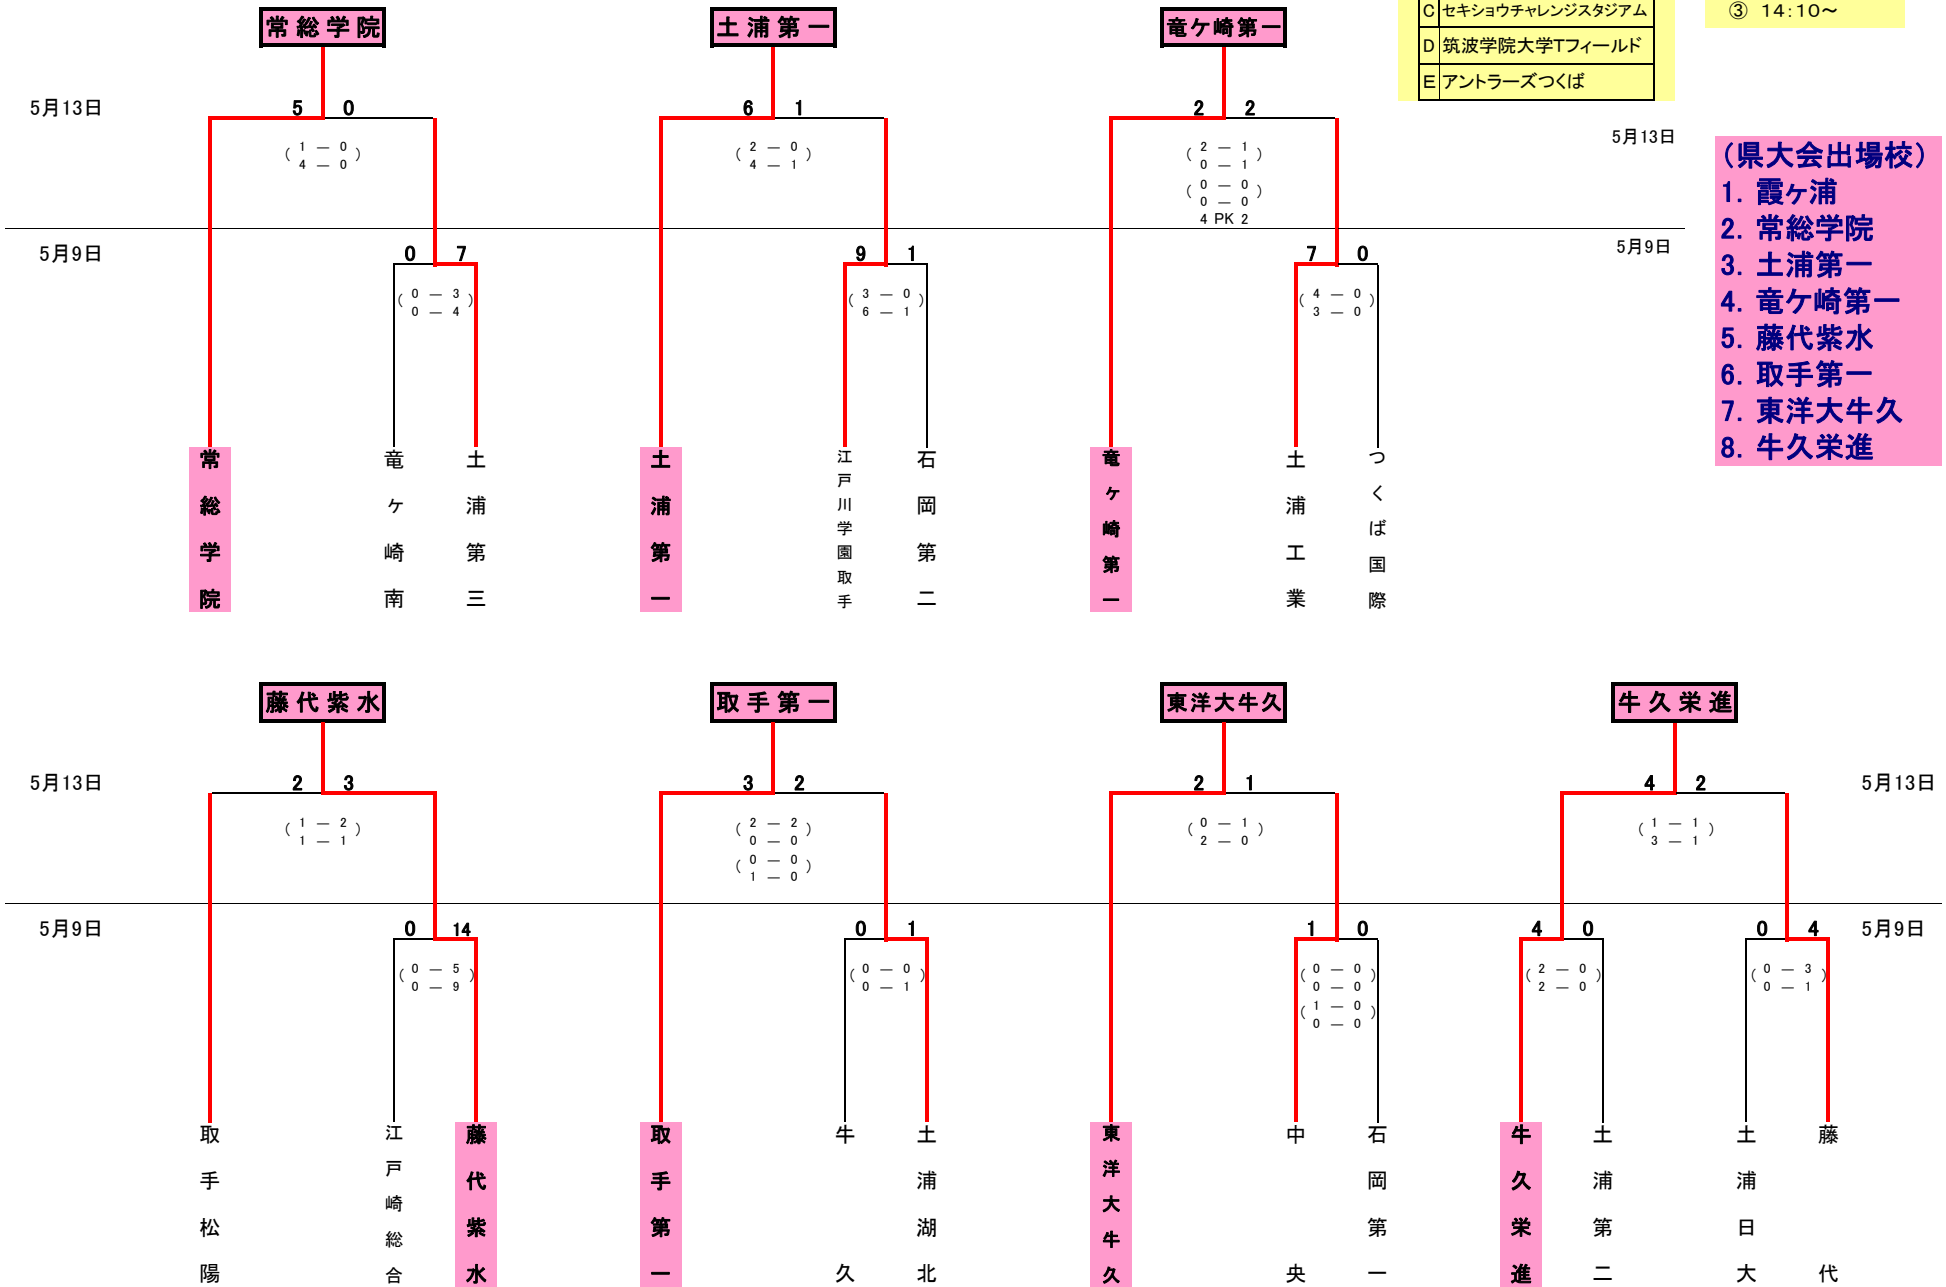 C セキショウチャレンジスタジアム
③ 14:10～
D 筑波学院大学Tフィールド
E アントラーズつくば
常総学院
土浦第一
竜ケ崎第一
5月13日
5 0
6 1
2 2
5月13日
( 1 — 0 )
4 — 0
( 2 — 0 )
4 — 1
( 2 — 1 )
0 — 1
( 0 — 0 )
0 — 0
4 PK 2
5月9日
0 7
9 1
7 0
5月9日
( 0 — 3 )
0 — 4
( 3 — 0 )
6 — 1
( 4 — 0 )
3 — 0
常総学院
竜ヶ崎南
土浦第三
土浦第一
江戸川学園取手
石岡第二
竜ヶ崎第一
土浦工業
つくば国際
（県大会出場校）
1. 霞ヶ浦
2. 常総学院
3. 土浦第一
4. 竜ケ崎第一
5. 藤代紫水
6. 取手第一
7. 東洋大牛久
8. 牛久栄進
藤代紫水
取手第一
東洋大牛久
牛久栄進
5月13日
2 3
3 2
2 1
4 2
5月13日
( 1 — 2 )
1 — 1
( 2 — 2 )
0 — 0
( 0 — 0 )
1 — 0
( 0 — 1 )
2 — 0
( 1 — 1 )
3 — 1
5月9日
0 14
0 1
1 0
4 0
0 4
5月9日
( 0 — 5 )
0 — 9
( 0 — 0 )
0 — 1
( 0 — 0 )
0 — 0
( 1 — 0 )
0 — 0
( 2 — 0 )
2 — 0
( 0 — 3 )
0 — 1
取手松陽
江戸崎総合
藤代紫水
取手第一
牛久
土浦湖北
東洋大牛久
中央
石岡第一
牛久栄進
土浦第二
土浦日大
藤代